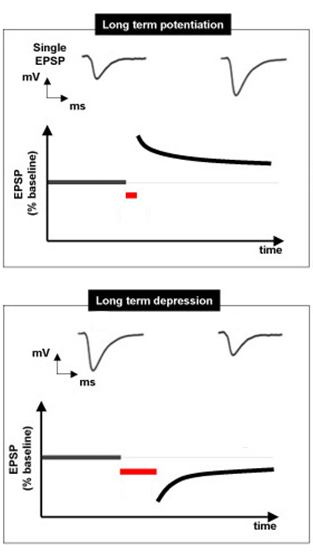 Long term potentiation
Single
EPSP
mV
ms
EPSP
(% baseline)
time
Long term depression
mV
ms
EPSP
(% baseline)
time